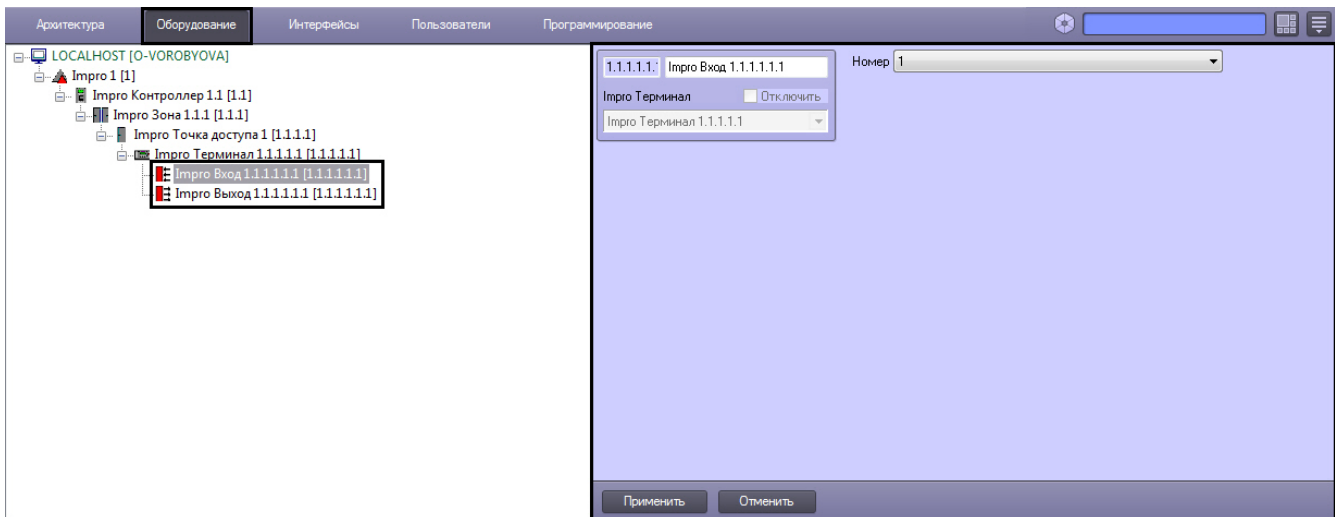 Архитектура Оборудование Интерфейсы Пользователи Программирование
LOCALHOST [O-VOROBYOVA]
Impro 1 [1]
Impro Контроллер 1.1 [1.1]
Impro Зона 1.1.1 [1.1.1]
Impro Точка доступа 1 [1.1.1.1]
Impro Терминал 1.1.1.1.1 [1.1.1.1.1]
Impro Вход 1.1.1.1.1.1 [1.1.1.1.1.1]
Impro Выход 1.1.1.1.1.1 [1.1.1.1.1.1]
1.1.1.1.1. Impro Вход 1.1.1.1.1.1
Impro Терминал Отключить
Impro Терминал 1.1.1.1.1
Номер 1
Применить Отменить